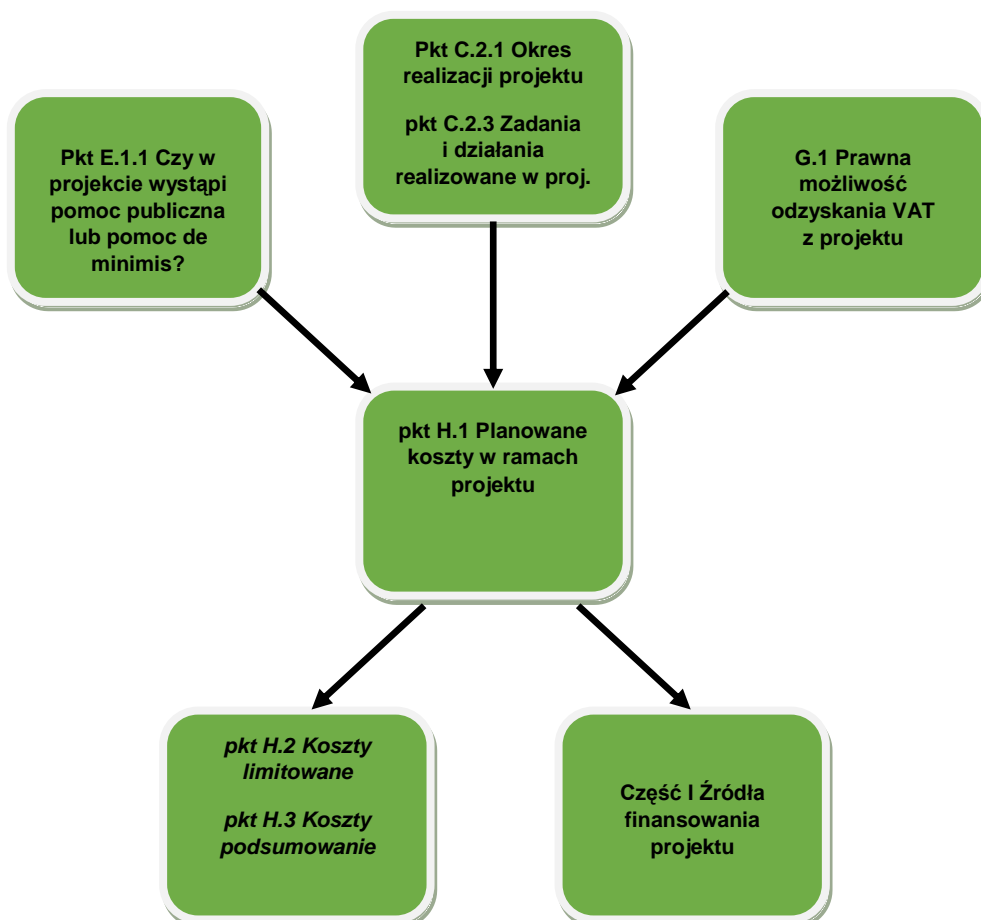 Pkt C.2.1 Okres
realizacji projektu
pkt C.2.3 Zadania
i działania
realizowane w proj.
Pkt E.1.1 Czy w
projekcie wystąpi
pomoc publiczna
lub pomoc de
minimis?
G.1 Prawna
możliwość
odzyskania VAT
z projektu
pkt H.1 Planowane
koszty w ramach
projektu
pkt H.2 Koszty
limitowane
pkt H.3 Koszty
podsumowanie
Część I Źródła
finansowania
projektu